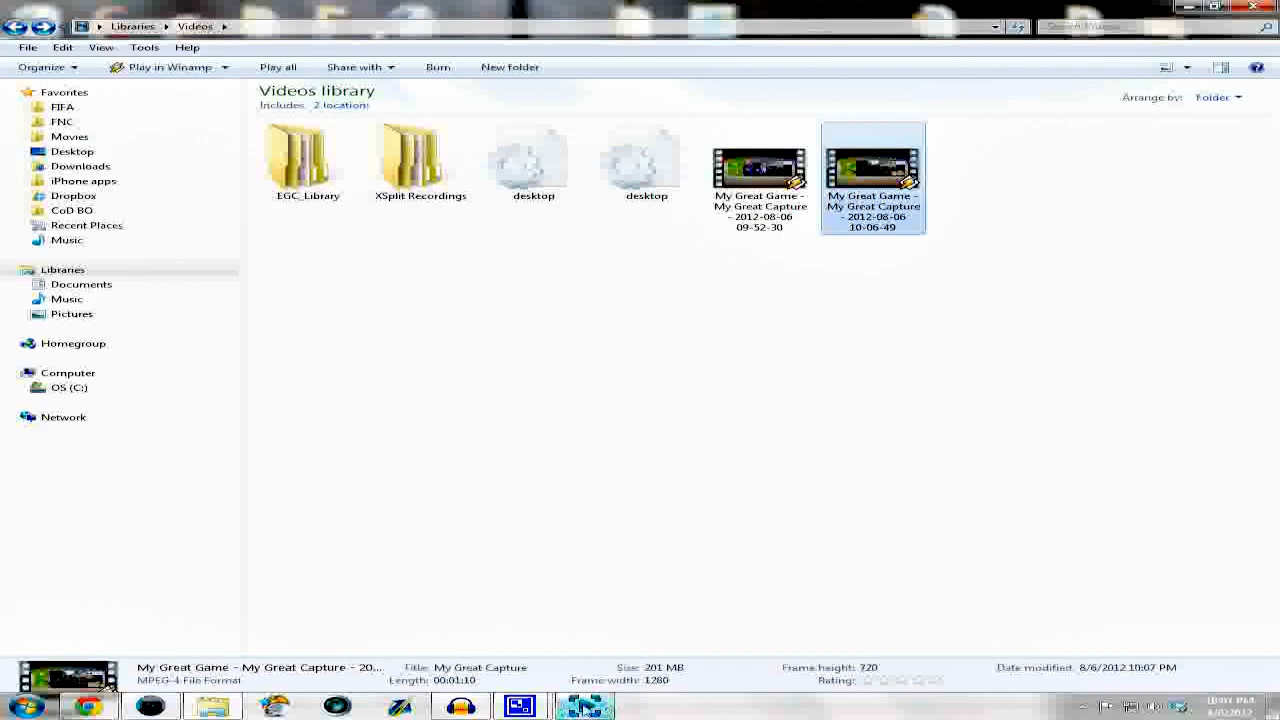 Libraries Videos
File Edit View Tools Help
Organize Play in Winamp Play all Share with Burn New folder
Videos library
Includes: 2 locations
Arrange by: Folder
Favorites
FIFA
FNC
Movies
Desktop
Downloads
iPhone apps
Dropbox
CoD BO
Recent Places
Music
Libraries
Documents
Music
Pictures
Homegroup
Computer
OS (C:)
Network
EGC_Library
XSplit Recordings
desktop
desktop
My Great Game -
My Great Capture
- 2012-08-06
09-52-30
My Great Game -
My Great Capture
- 2012-08-06
10-06-49
My Great Game - My Great Capture - 20... Title: My Great Capture Size: 201 MB Frame height: 720 Date modified: 8/6/2012 10:07 PM
MPEG-4 File Format Length: 00:01:10 Frame width: 1280 Rating: